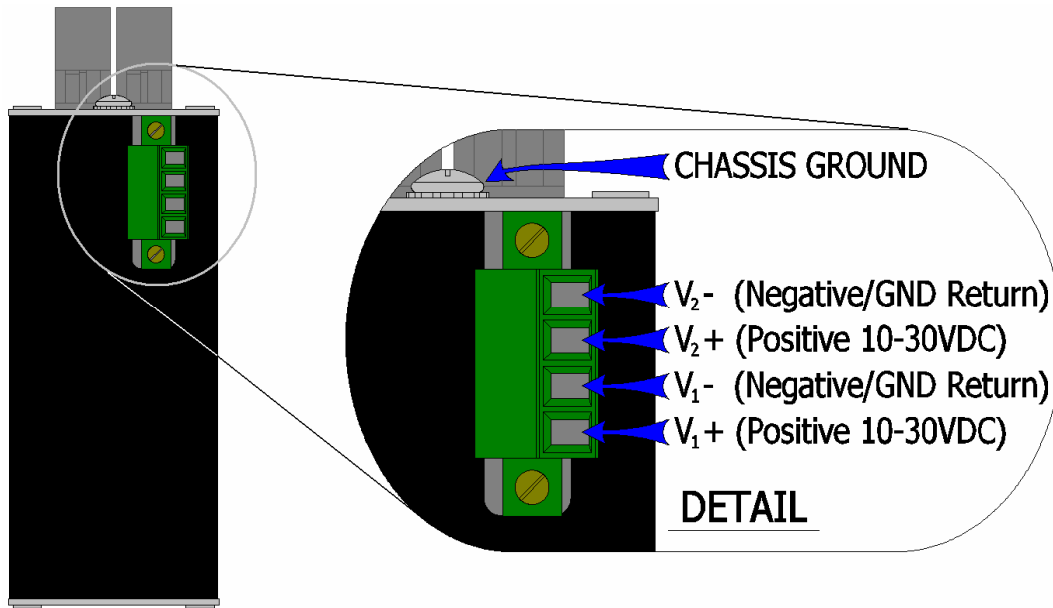 CHASSIS GROUND
V₂- (Negative/GND Return)
V₂+ (Positive 10-30VDC)
V₁- (Negative/GND Return)
V₁+ (Positive 10-30VDC)
DETAIL